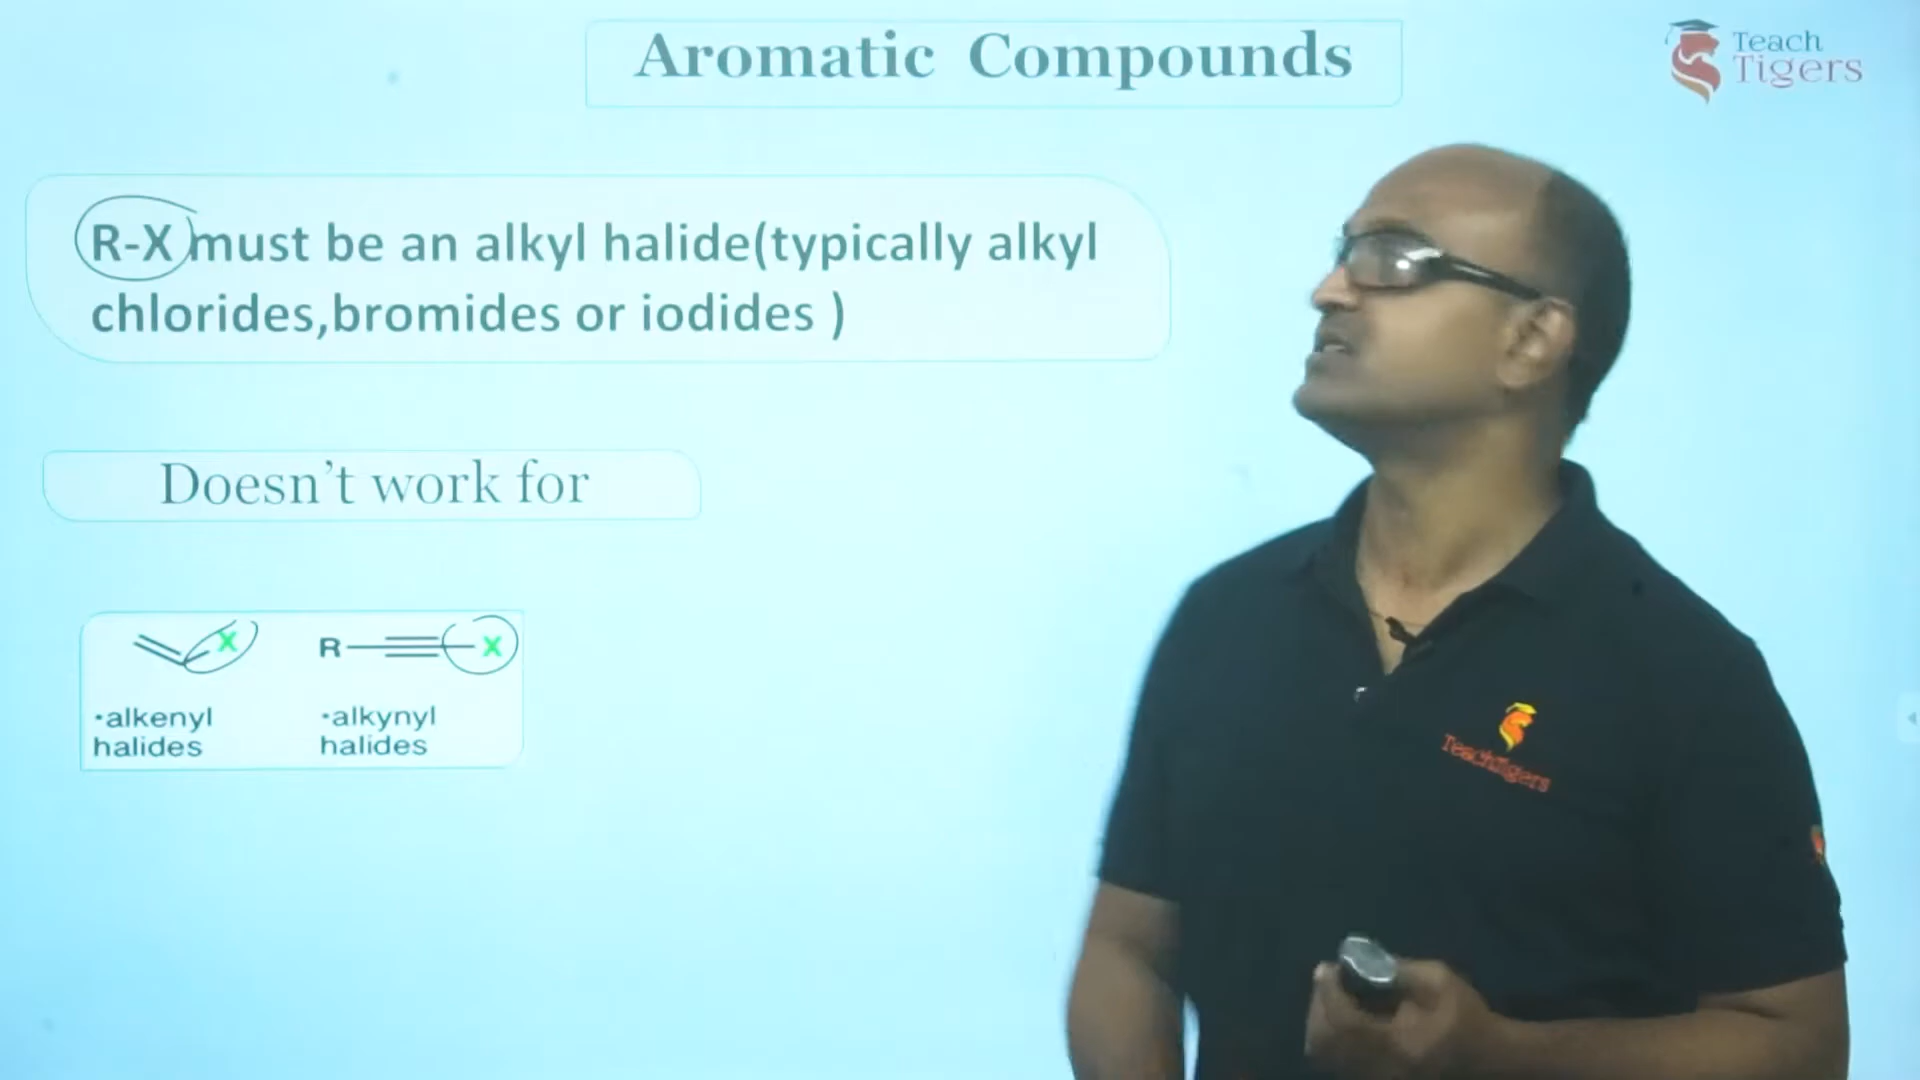 Aromatic Compounds
Teach
Tigers
R-X must be an alkyl halide(typically alkyl
chlorides,bromides or iodides )
Doesn't work for
X
R X
•alkenyl
halides
•alkynyl
halides
TeachTigers